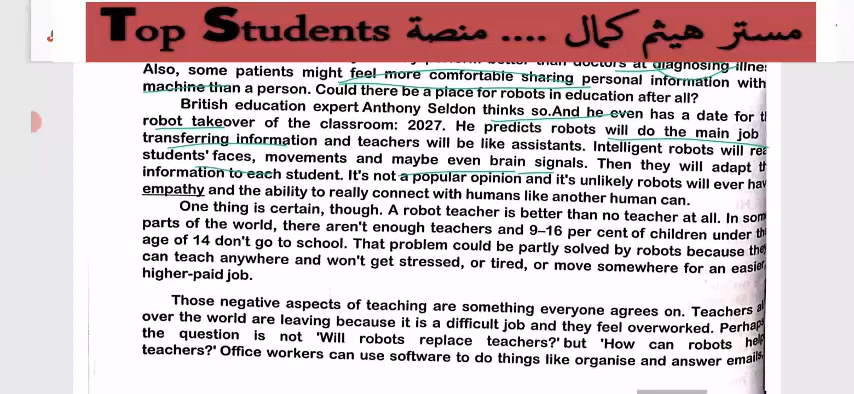 Top Students مستر هيثم كمال .... منصة
better than doctors at diagnosing
Also, some patients might feel more comfortable sharing personal information with
machine than a person. Could there be a place for robots in education after all?
British education expert Anthony Seldon thinks so.And he even has a date for
robot takeover of the classroom: 2027. He predicts robots will do the main job
transferring information and teachers will be like assistants. Intelligent robots will
students' faces, movements and maybe even brain signals. Then they will adapt
information to each student. It's not a popular opinion and it's unlikely robots will ever
empathy and the ability to really connect with humans like another human can.
One thing is certain, though. A robot teacher is better than no teacher at all. In
parts of the world, there aren't enough teachers and 9–16 per cent of children under
age of 14 don't go to school. That problem could be partly solved by robots because
can teach anywhere and won't get stressed, or tired, or move somewhere for an easier,
higher-paid job.
Those negative aspects of teaching are something everyone agrees on. Teachers
over the world are leaving because it is a difficult job and they feel overworked. Perhaps
the question is not 'Will robots replace teachers?' but 'How can robots help
teachers?' Office workers can use software to do things like organise and answer emails,